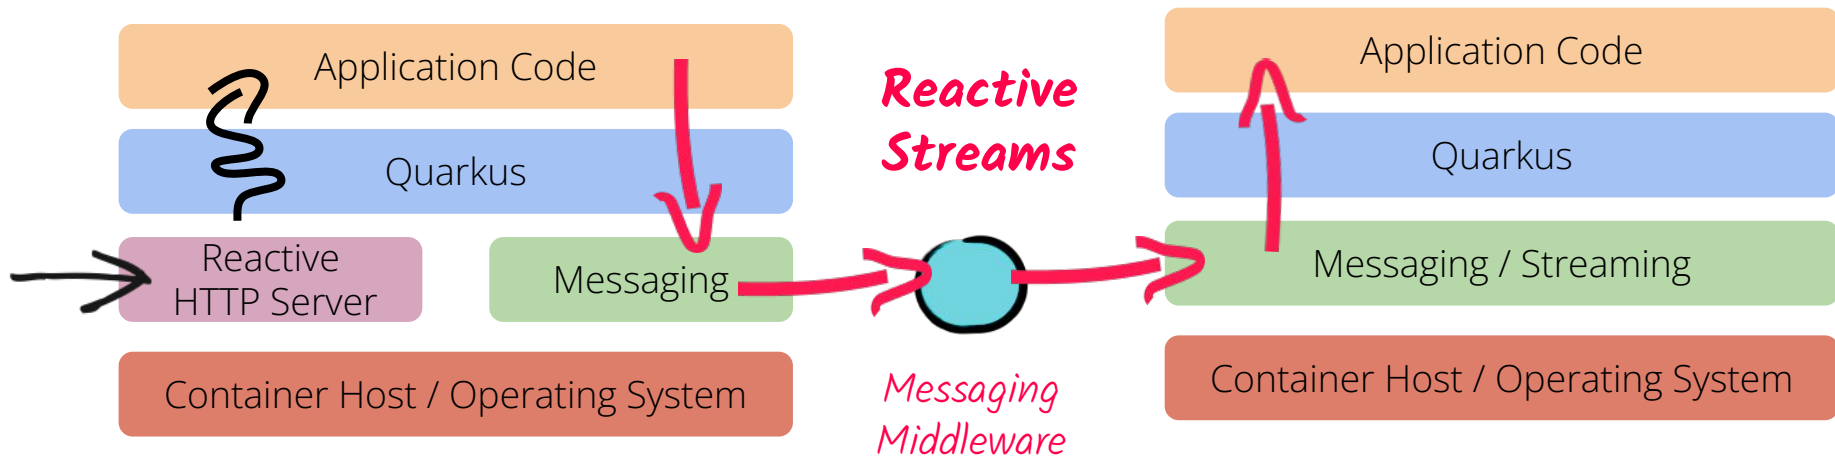 Application Code
Quarkus
Reactive
HTTP Server
Messaging
Container Host / Operating System
Reactive
Streams
Messaging
Middleware
Application Code
Quarkus
Messaging / Streaming
Container Host / Operating System